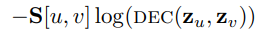 −S[u, v] log(DEC(z_u, z_v))